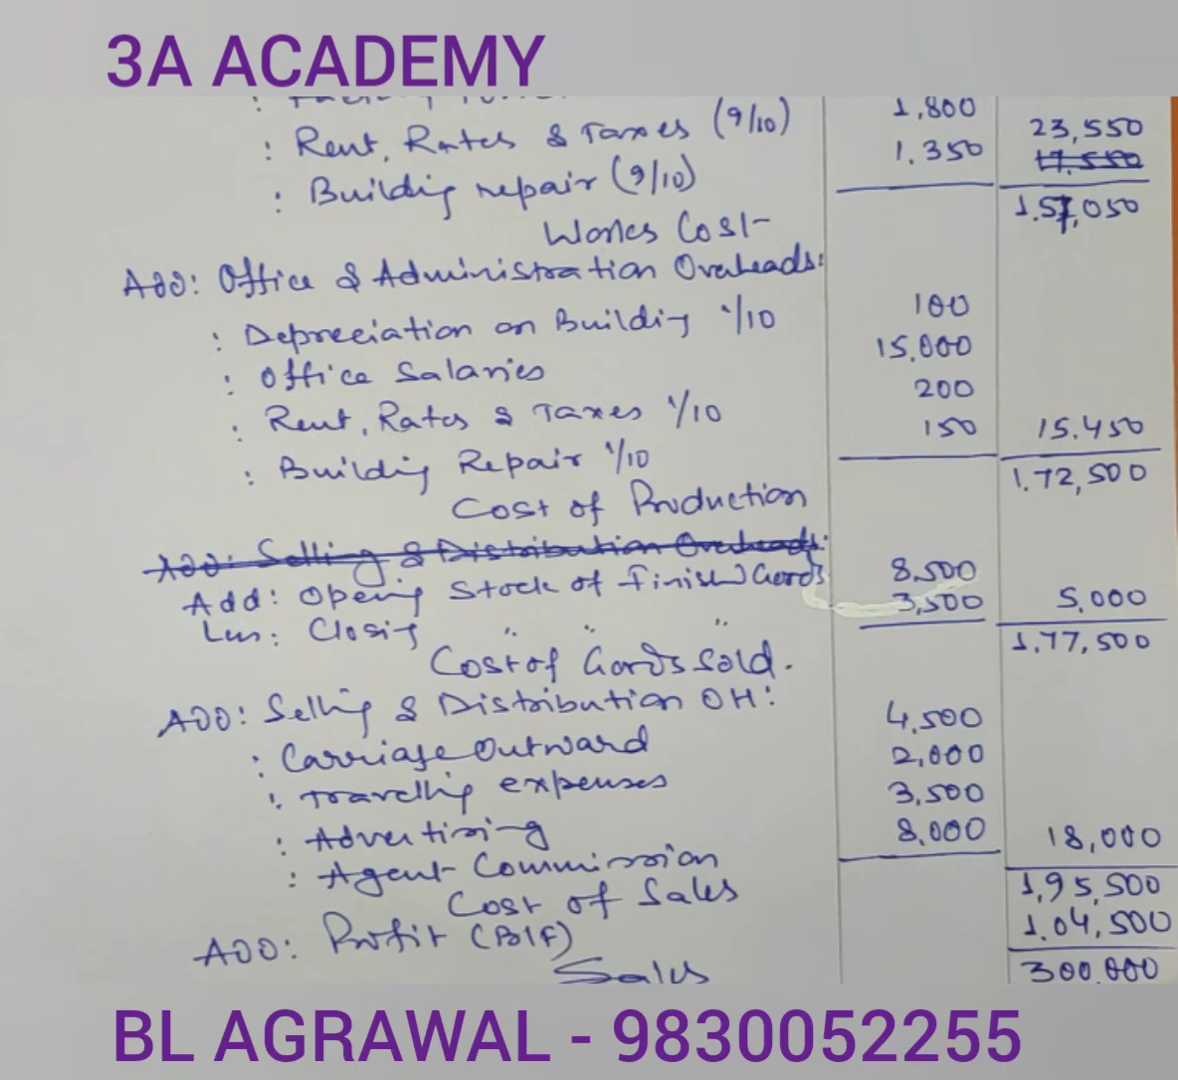 3A ACADEMY
1,800
: Rent, Rates & Taxes (9/10) 1.350 23,550
17,550
: Building repair (9/10)
Works Cost 1.57,050
Add: Office & Administration Overheads:
: Depreciation on Building 1/10 100
: Office Salaries 15,000
: Rent, Rates & Taxes 1/10 200
: Building Repair 1/10 150 15.450
Cost of Production 1.72,500
Add: Selling & Distribution Overheads:
Add: Opening Stock of Finished Goods 8,500
Less: Closing " " " 3,500 5,000
Cost of Goods Sold. 1.77,500
ADD: Selling & Distribution OH:
: Carriage Outward 4,500
: Travelling expenses 2,000
: Advertising 3,500
: Agent Commission 8,000 18,000
Cost of Sales 1,95,500
ADD: Profit (B/F) 1.04,500
Sales 300.000
BL AGRAWAL - 9830052255